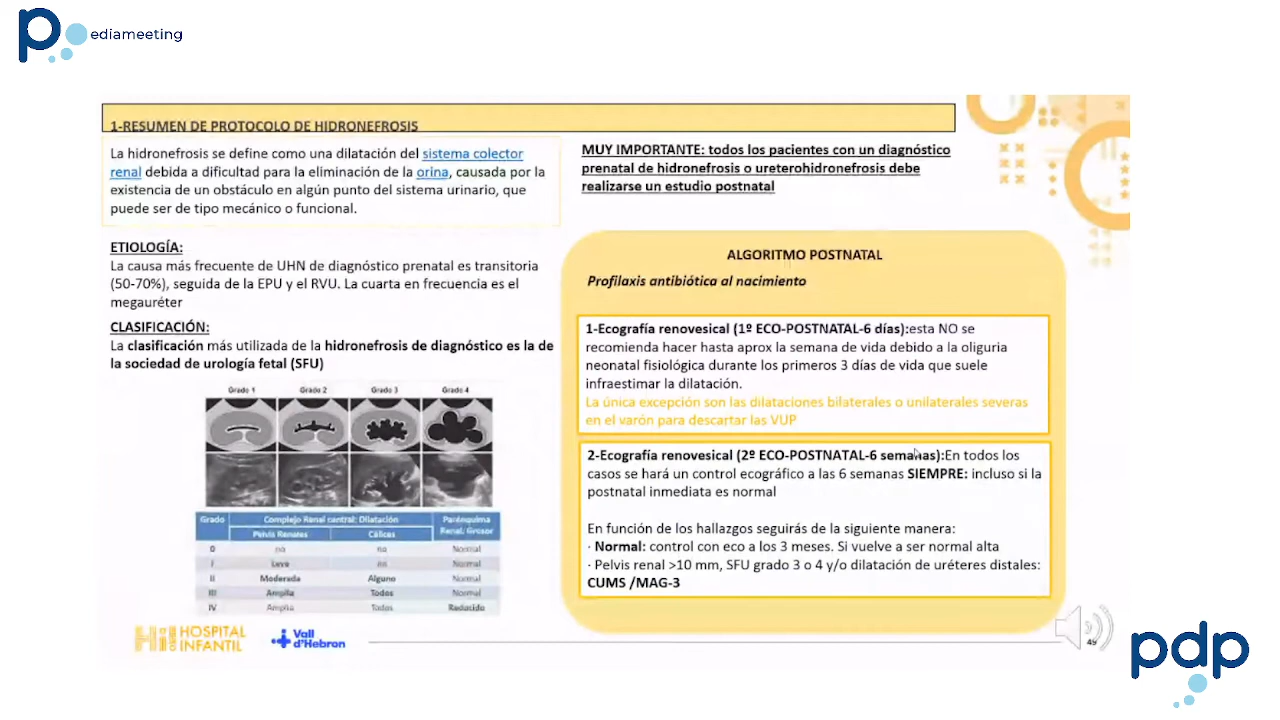 pediameeting
1-RESUMEN DE PROTOCOLO DE HIDRONEFROSIS
La hidronefrosis se define como una dilatación del sistema colector
renal debida a dificultad para la eliminación de la orina, causada por la
existencia de un obstáculo en algún punto del sistema urinario, que
puede ser de tipo mecánico o funcional.
ETIOLOGÍA:
La causa más frecuente de UHN de diagnóstico prenatal es transitoria
(50-70%), seguida de la EPU y el RVU. La cuarta en frecuencia es el
megauréter
CLASIFICACIÓN:
La clasificación más utilizada de la hidronefrosis de diagnóstico es la de
la sociedad de urología fetal (SFU)
Grado 1 Grado 2 Grado 3 Grado 4
Grado Complejo Renal central: Dilatación Parénquima
Renal: Grosor
Pelvis Renales Cálices
0 no no Normal
I Leve no Normal
II Moderada Alguno Normal
III Amplia Todos Normal
IV Amplia Todos Reducido
MUY IMPORTANTE: todos los pacientes con un diagnóstico
prenatal de hidronefrosis o ureterohidronefrosis debe
realizarse un estudio postnatal
ALGORITMO POSTNATAL
Profilaxis antibiótica al nacimiento
1-Ecografía renovesical (1º ECO-POSTNATAL-6 días):esta NO se
recomienda hacer hasta aprox la semana de vida debido a la oliguria
neonatal fisiológica durante los primeros 3 días de vida que suele
infraestimar la dilatación.
La única excepción son las dilataciones bilaterales o unilaterales severas
en el varón para descartar las VUP
2-Ecografía renovesical (2º ECO-POSTNATAL-6 semanas):En todos los
casos se hará un control ecográfico a las 6 semanas SIEMPRE: incluso si la
postnatal inmediata es normal
En función de los hallazgos seguirás de la siguiente manera:
· Normal: control con eco a los 3 meses. Si vuelve a ser normal alta
· Pelvis renal >10 mm, SFU grado 3 o 4 y/o dilatación de uréteres distales:
CUMS /MAG-3
HOSPITAL
INFANTIL
Vall
d'Hebron
49
pdp